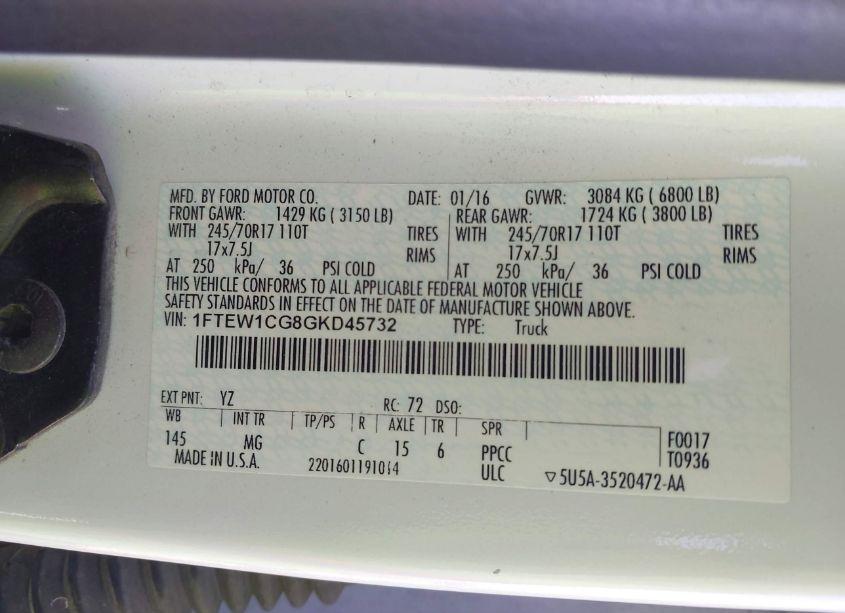 MFD. BY FORD MOTOR CO. DATE: 01/16 GVWR: 3084 KG ( 6800 LB)
FRONT GAWR: 1429 KG ( 3150 LB) REAR GAWR: 1724 KG ( 3800 LB)
WITH 245/70R17 110T TIRES WITH 245/70R17 110T TIRES
17x7.5J RIMS 17x7.5J RIMS
AT 250 kPa/ 36 PSI COLD AT 250 kPa/ 36 PSI COLD
THIS VEHICLE CONFORMS TO ALL APPLICABLE FEDERAL MOTOR VEHICLE
SAFETY STANDARDS IN EFFECT ON THE DATE OF MANUFACTURE SHOWN ABOVE.
VIN: 1FTEW1CG8GKD45732 TYPE: Truck
EXT PNT: YZ RC: 72 DSO:
WB INT TR TP/PS R AXLE TR SPR
145 MG C 15 6 PPCC F0017
T0936
MADE IN U.S.A. ULC ▽5U5A-3520472-AA